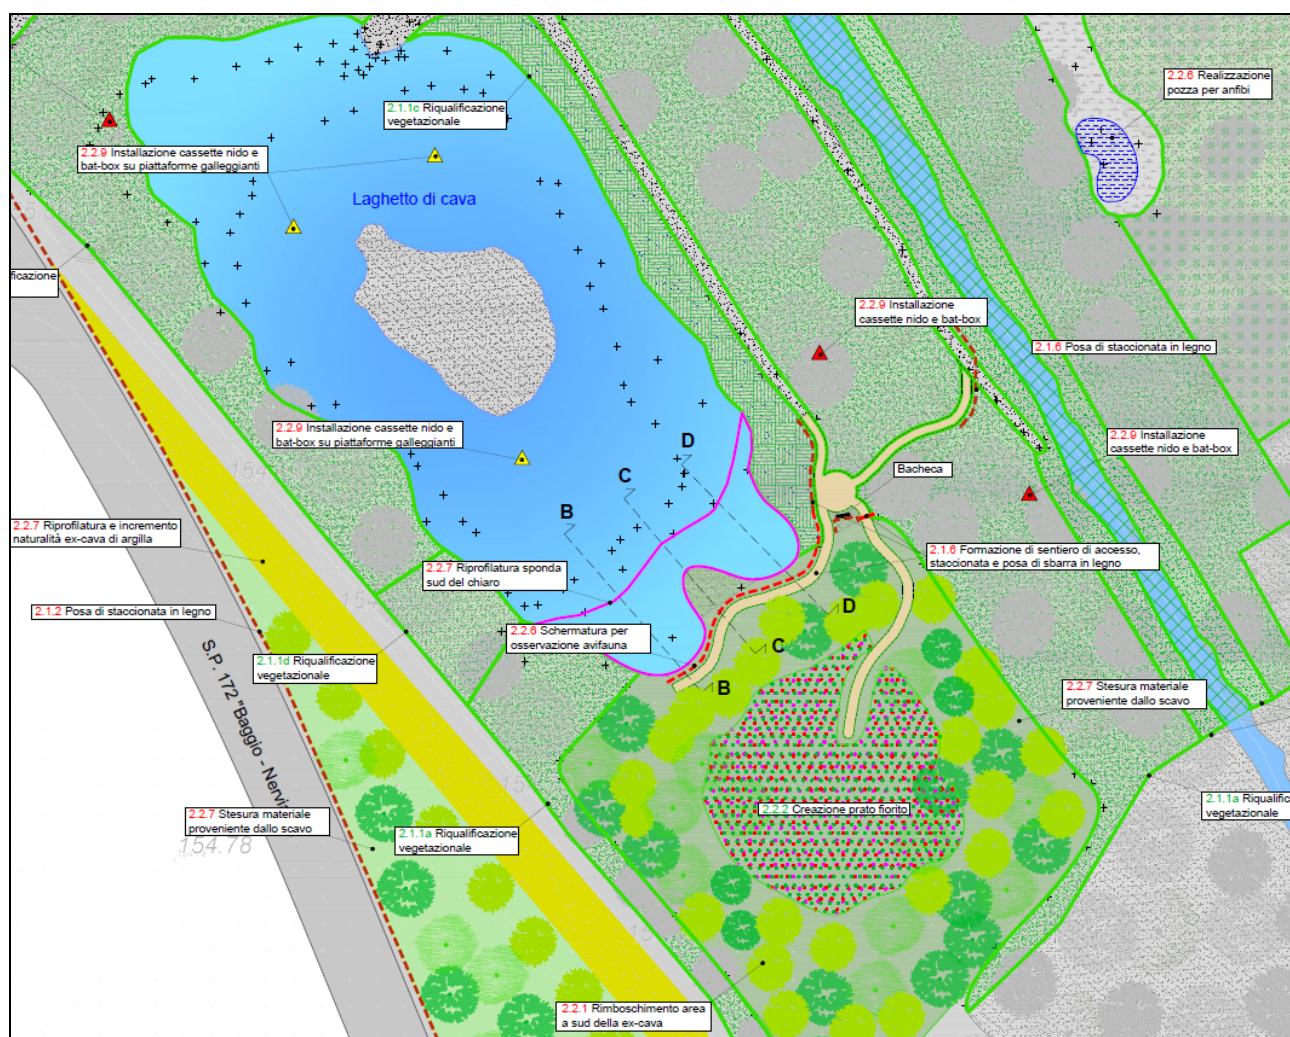 2.2.6 Realizzazione
pozza per anfibi
2.1.1c Riqualificazione
vegetazionale
2.2.9 Installazione cassette nido e
bat-box su piattaforme galleggianti
Laghetto di cava
ficazione
2.2.9 Installazione
cassette nido e bat-box
2.1.6 Posa di staccionata in legno
2.2.9 Installazione cassette nido e
bat-box su piattaforme galleggianti
2.2.9 Installazione
cassette nido e bat-box
D
C
B
Bacheca
2.2.7 Riprofilatura e incremento
naturalità ex-cava di argilla
2.2.7 Riprofilatura sponda
sud del chiaro
2.1.6 Formazione di sentiero di accesso,
staccionata e posa di sbarra in legno
2.1.2 Posa di staccionata in legno
2.2.6 Schermatura per
osservazione avifauna
D
C
B
2.1.1d Riqualificazione
vegetazionale
S.P. 172 "Baggio - Nervi
2.2.7 Stesura materiale
proveniente dallo scavo
2.2.7 Stesura materiale
proveniente dallo scavo
154.78
2.1.1a Riqualificazione
vegetazionale
2.2.2 Creazione prato fiorito
2.1.1a Riqualifi
vegetazionale
2.2.1 Rimboschimento area
a sud della ex-cava